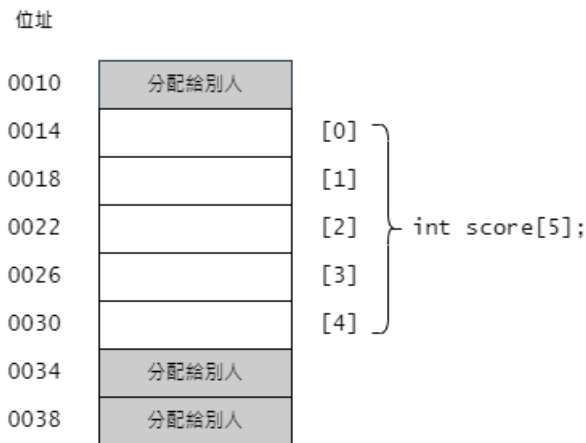 位址
0010 分配給別人
0014 [0]
0018 [1]
0022 [2] int score[5];
0026 [3]
0030 [4]
0034 分配給別人
0038 分配給別人